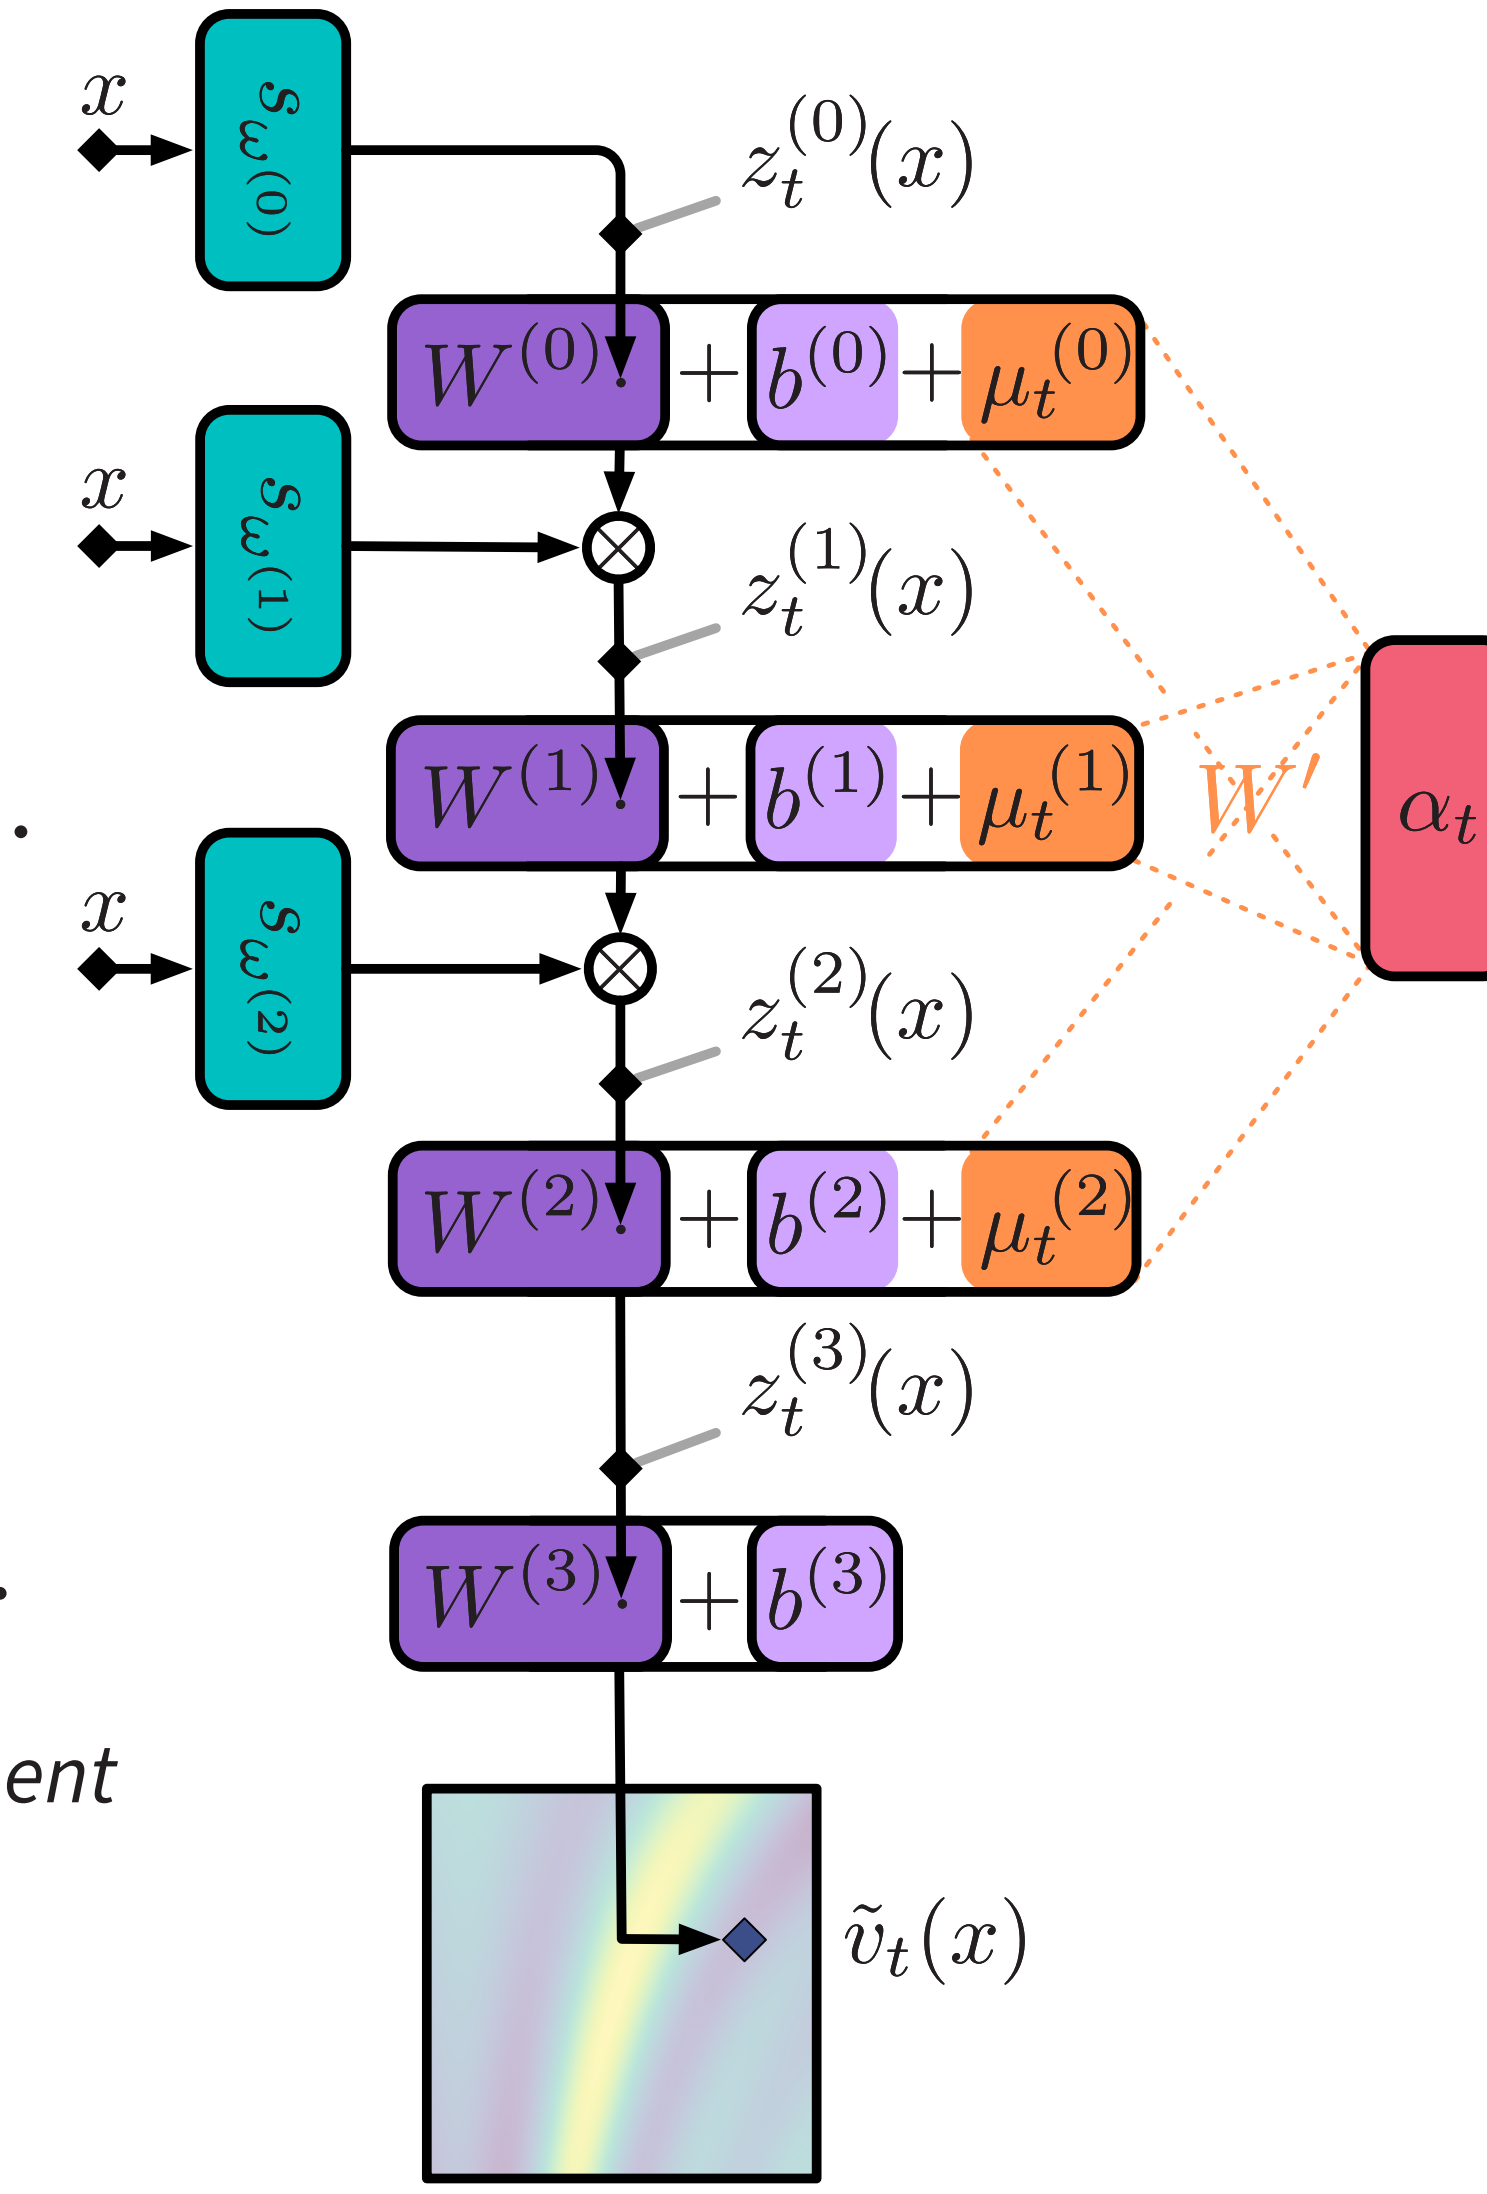 x
s_ω^(0)
z_t^(0)(x)
W^(0)· + b^(0) + μ_t^(0)
x
s_ω^(1)
z_t^(1)(x)
W^(1)· + b^(1) + μ_t^(1)
W′
α_t
.
x
s_ω^(2)
z_t^(2)(x)
W^(2)· + b^(2) + μ_t^(2)
z_t^(3)(x)
W^(3)· + b^(3)
.
ent
ṽ_t(x)